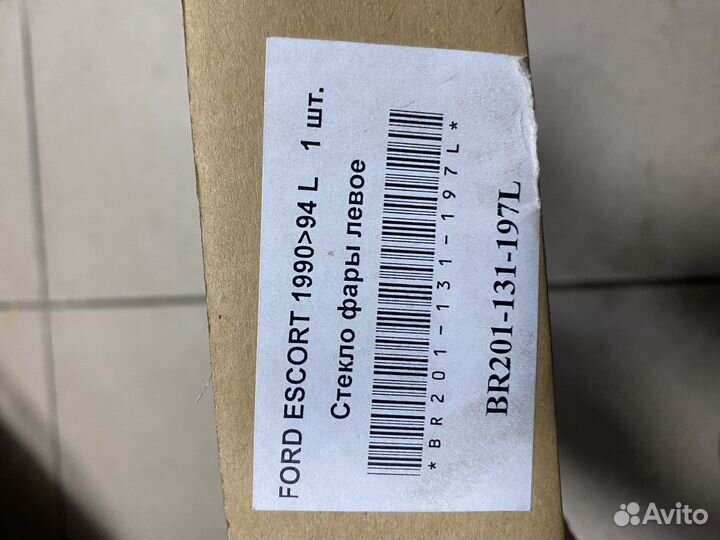 FORD ESCORT 1990>94 L 1 шт.
Стекло фары левое
*BR201-131-197L*
BR201-131-197L
Avito